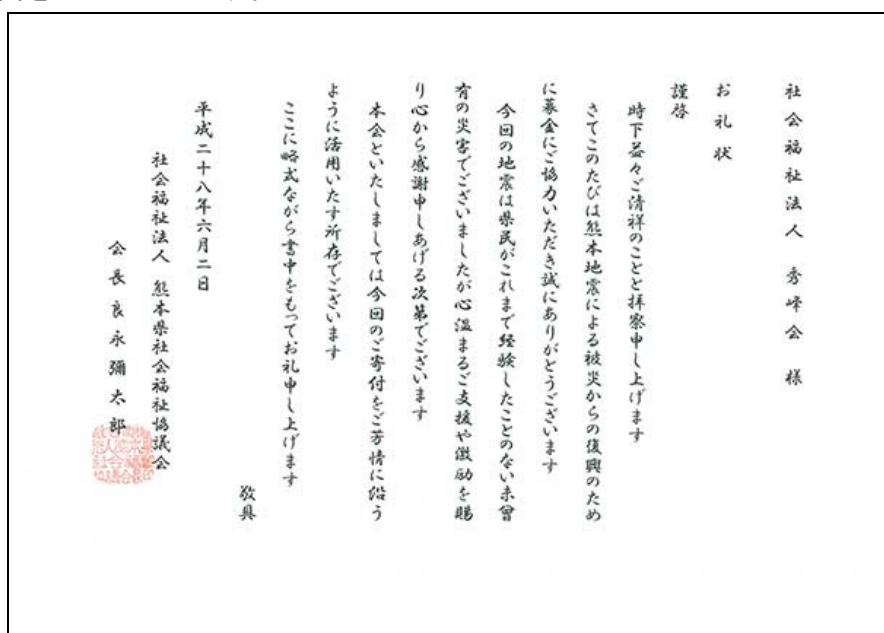 社会福祉法人 秀峰会 様
お礼状
謹啓
時下益々ご清祥のことと拝察申し上げます
さてこのたびは熊本地震による被災からの復興のため
に募金にご協力いただき誠にありがとうございます
今回の地震は県民がこれまで経験したことのない未曾
有の災害でございましたが心温まるご支援や激励を賜
り心から感謝申しあげる次第でございます
本会といたしましては今回のご寄付をご芳情に沿う
ように活用いたす所存でございます
ここに略式ながら書中をもってお礼申し上げます
敬具
平成二十八年六月二日
社会福祉法人 熊本県社会福祉協議会
会長 良永彌太郎